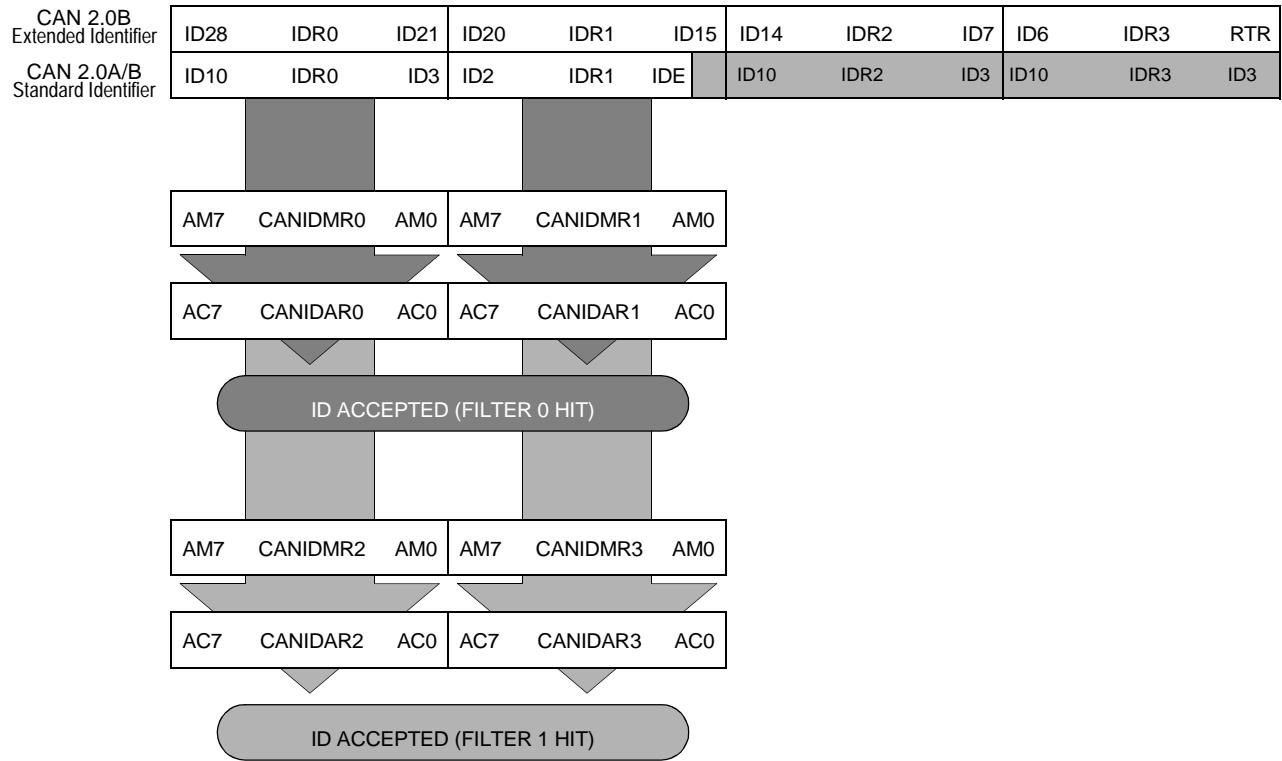 CAN 2.0B
Extended Identifier
ID28 IDR0 ID21 ID20 IDR1 ID15 ID14 IDR2 ID7 ID6 IDR3 RTR
CAN 2.0A/B
Standard Identifier
ID10 IDR0 ID3 ID2 IDR1 IDE ID10 IDR2 ID3 ID10 IDR3 ID3
AM7 CANIDMR0 AM0 AM7 CANIDMR1 AM0
AC7 CANIDAR0 AC0 AC7 CANIDAR1 AC0
ID ACCEPTED (FILTER 0 HIT)
AM7 CANIDMR2 AM0 AM7 CANIDMR3 AM0
AC7 CANIDAR2 AC0 AC7 CANIDAR3 AC0
ID ACCEPTED (FILTER 1 HIT)